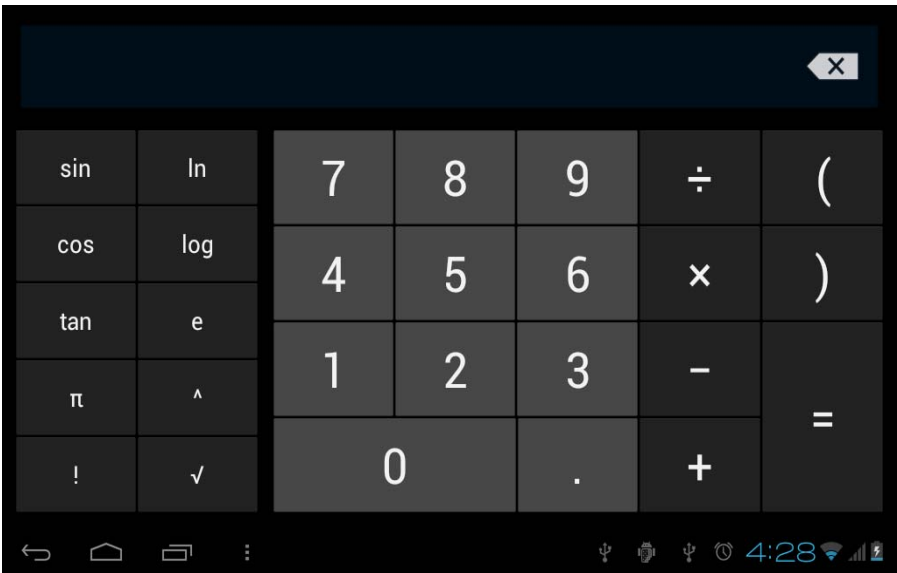 sin ln 7 8 9 ÷ (
cos log 4 5 6 × )
tan e 1 2 3 −
π ^ =
! √ 0 . +
4:28